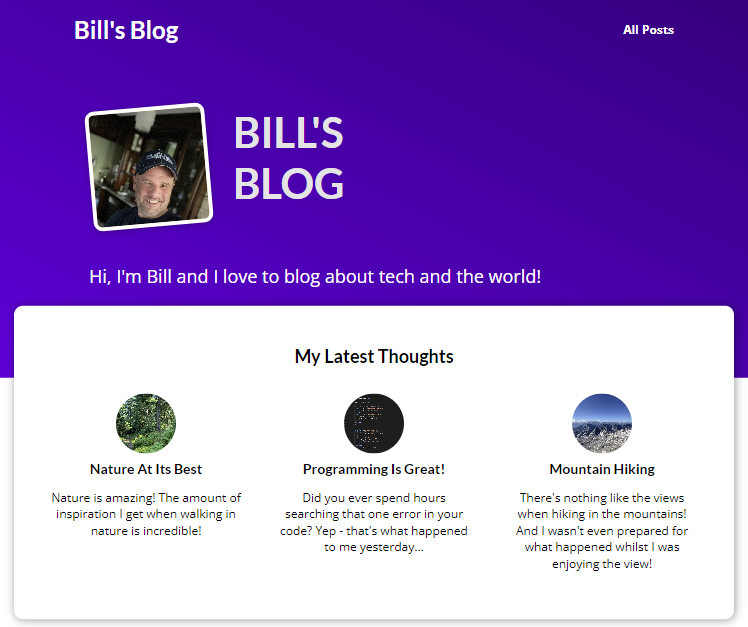 Bill's Blog
All Posts
BILL'S
BLOG
Hi, I'm Bill and I love to blog about tech and the world!
My Latest Thoughts
Nature At Its Best
Nature is amazing! The amount of
inspiration I get when walking in
nature is incredible!
Programming Is Great!
Did you ever spend hours
searching that one error in your
code? Yep - that's what happened
to me yesterday...
Mountain Hiking
There's nothing like the views
when hiking in the mountains!
And I wasn't even prepared for
what happened whilst I was
enjoying the view!